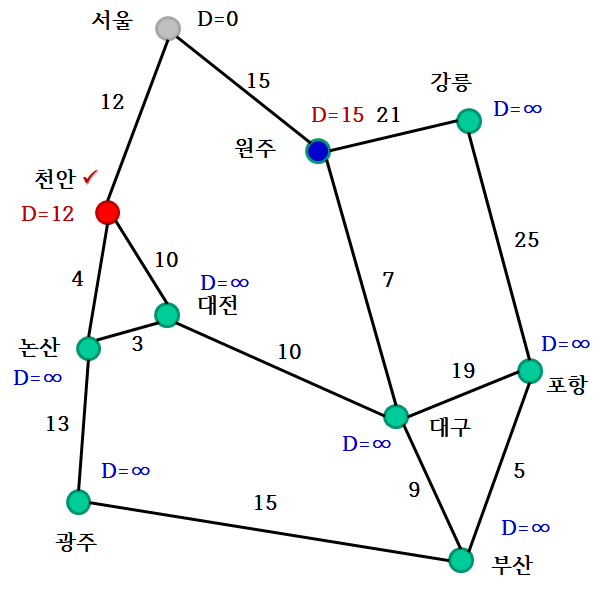 서울 D=0
12
15
강릉
D=15 21 D=∞
원주
천안 ✓
D=12
25
10
4
D=∞
7
대전
논산
3
10
D=∞
D=∞
19
포항
13
대구
D=∞
D=∞
5
9
15
D=∞
광주
부산